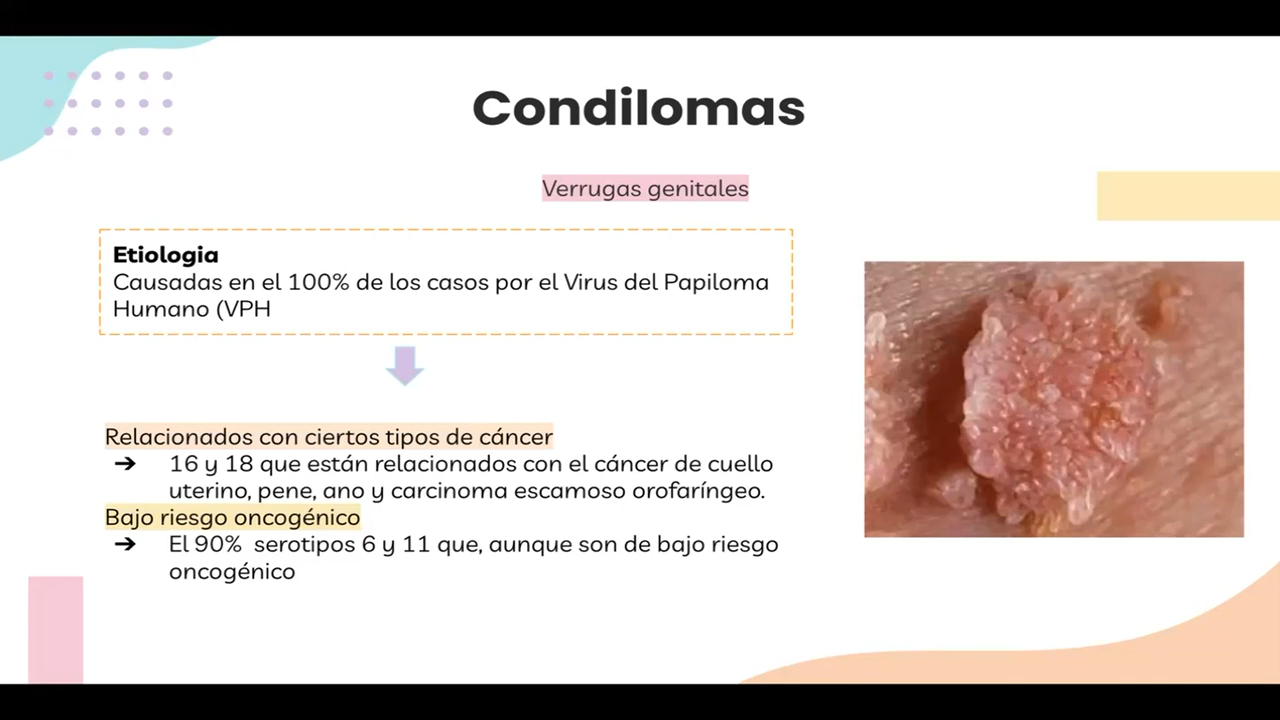 Condilomas
Verrugas genitales
Etiologia
Causadas en el 100% de los casos por el Virus del Papiloma
Humano (VPH
Relacionados con ciertos tipos de cáncer
➔ 16 y 18 que están relacionados con el cáncer de cuello
uterino, pene, ano y carcinoma escamoso orofaríngeo.
Bajo riesgo oncogénico
➔ El 90% serotipos 6 y 11 que, aunque son de bajo riesgo
oncogénico